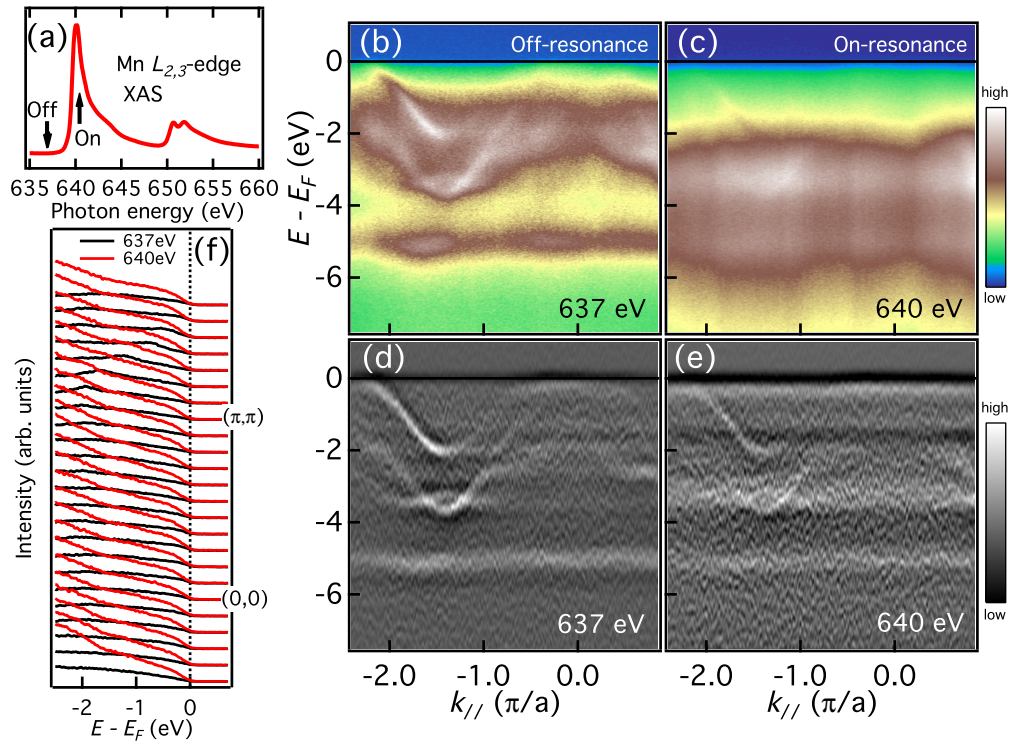 (a)
Mn L2,3-edge
XAS
Off
On
635 640 645 650 655 660
Photon energy (eV)
(f)
637eV
640eV
(π,π)
(0,0)
Intensity (arb. units)
-2 -1 0
E - EF (eV)
(b) Off-resonance
(c) On-resonance
0
-2
-4
-6
E - EF (eV)
637 eV
640 eV
high
low
(d)
(e)
0
-2
-4
-6
637 eV
640 eV
high
low
-2.0 -1.0 0.0
-2.0 -1.0 0.0
k// (π/a)
k// (π/a)